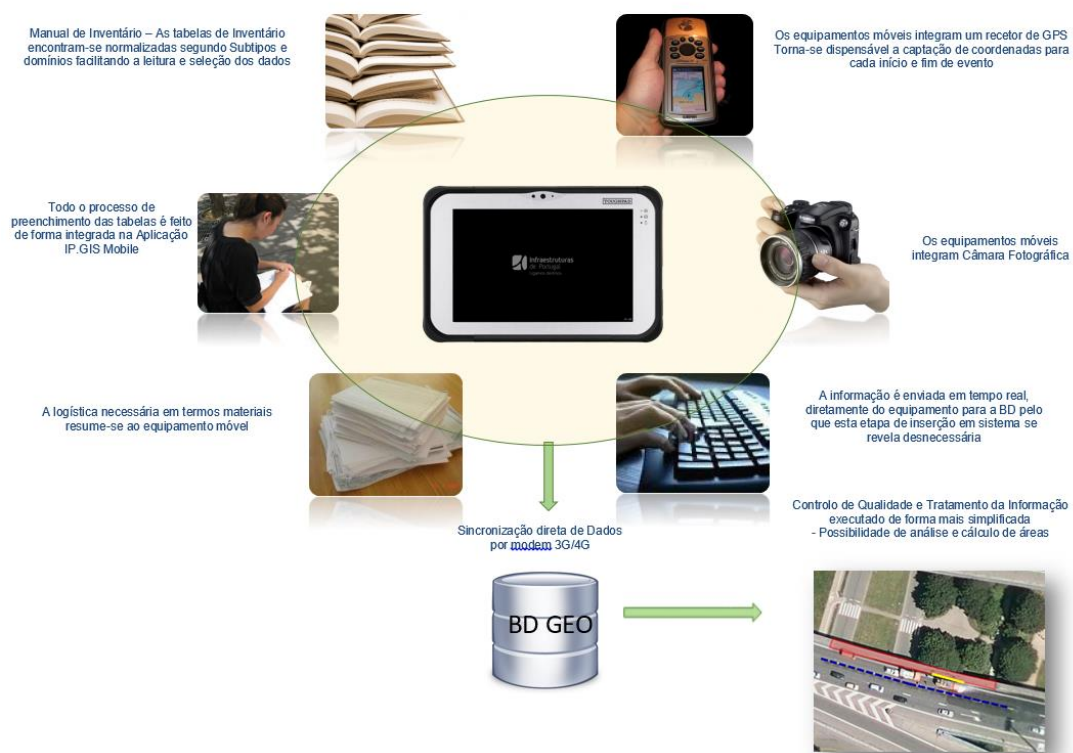 Manual de Inventário – As tabelas de Inventário
encontram-se normalizadas segundo Subtipos e
domínios facilitando a leitura e seleção dos dados
Os equipamentos móveis integram um recetor de GPS
Torna-se dispensável a captação de coordenadas para
cada início e fim de evento
Todo o processo de
preenchimento das tabelas é feito
de forma integrada na Aplicação
IP.GIS Mobile
TOUGHPAD
Infraestruturas
de Portugal
Os equipamentos móveis
integram Câmara Fotográfica
A logística necessária em termos materiais
resume-se ao equipamento móvel
A informação é enviada em tempo real,
diretamente do equipamento para a BD pelo
que esta etapa de inserção em sistema se
revela desnecessária
Sincronização direta de Dados
por modem 3G/4G
Controlo de Qualidade e Tratamento da Informação
executado de forma mais simplificada
- Possibilidade de análise e cálculo de áreas
BD GEO